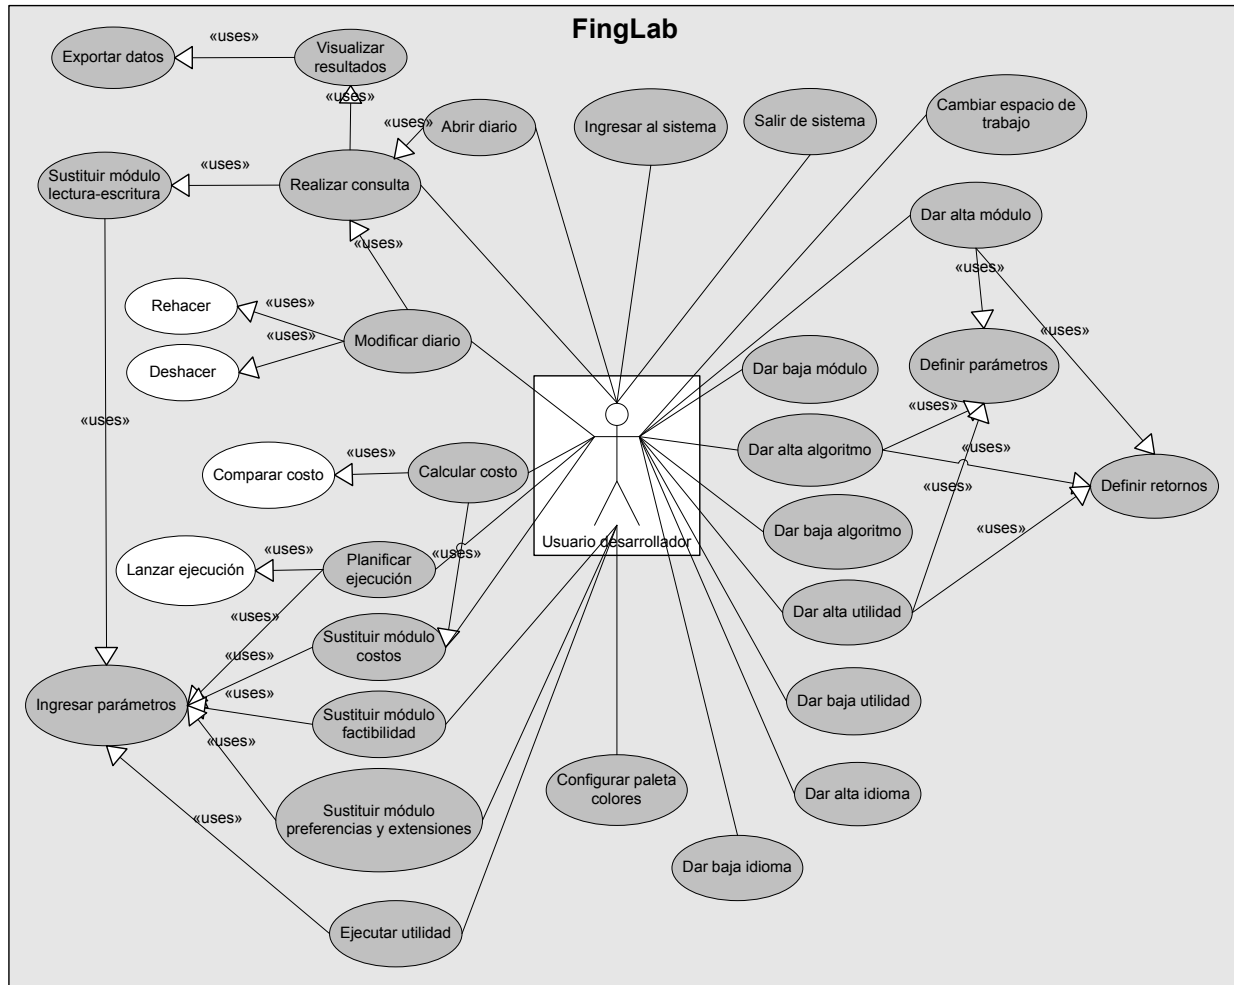 FingLab
«uses»
Exportar datos
Visualizar
resultados
«uses»
«uses»
Abrir diario
Ingresar al sistema
Salir de sistema
Cambiar espacio de
trabajo
«uses»
Sustituir módulo
lectura-escritura
Realizar consulta
Dar alta módulo
«uses»
«uses»
Rehacer
«uses»
«uses»
Modificar diario
«uses»
Deshacer
Dar baja módulo
Definir parámetros
«uses»
«uses»
«uses»
Comparar costo
Calcular costo
Dar alta algoritmo
«uses»
«uses»
Definir retornos
«uses»
Lanzar ejecución
Planificar
ejecución
«uses»
Usuario desarrollador
Dar baja algoritmo
«uses»
«uses»
Dar alta utilidad
Sustituir módulo
costos
«uses»
Ingresar parámetros
«uses»
Sustituir módulo
factibilidad
Dar baja utilidad
«uses»
Configurar paleta
colores
Dar alta idioma
Sustituir módulo
preferencias y extensiones
«uses»
Dar baja idioma
Ejecutar utilidad